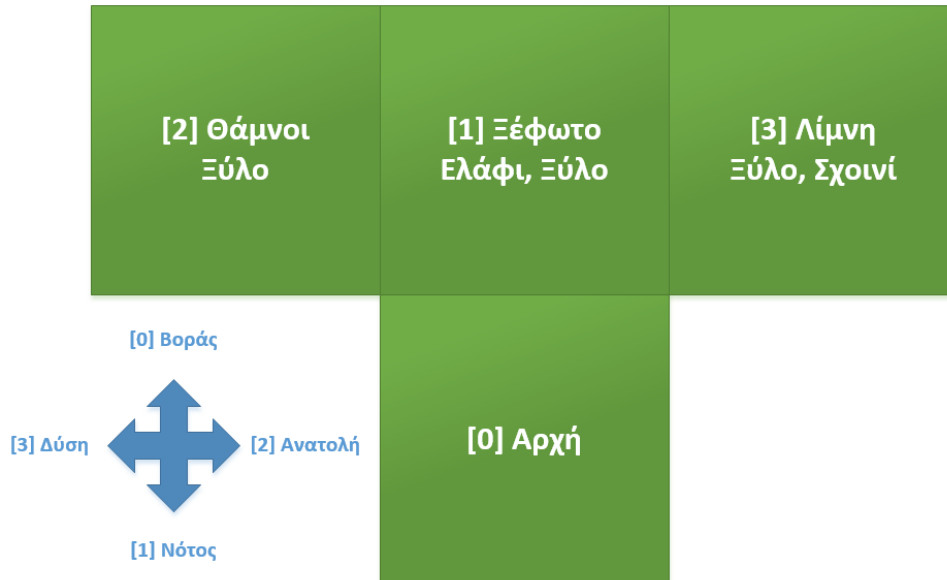 [2] Θάμνοι
Ξύλο
[1] Ξέφωτο
Ελάφι, Ξύλο
[3] Λίμνη
Ξύλο, Σχοινί
[0] Βοράς
[3] Δύση
[2] Ανατολή
[1] Νότος
[0] Αρχή